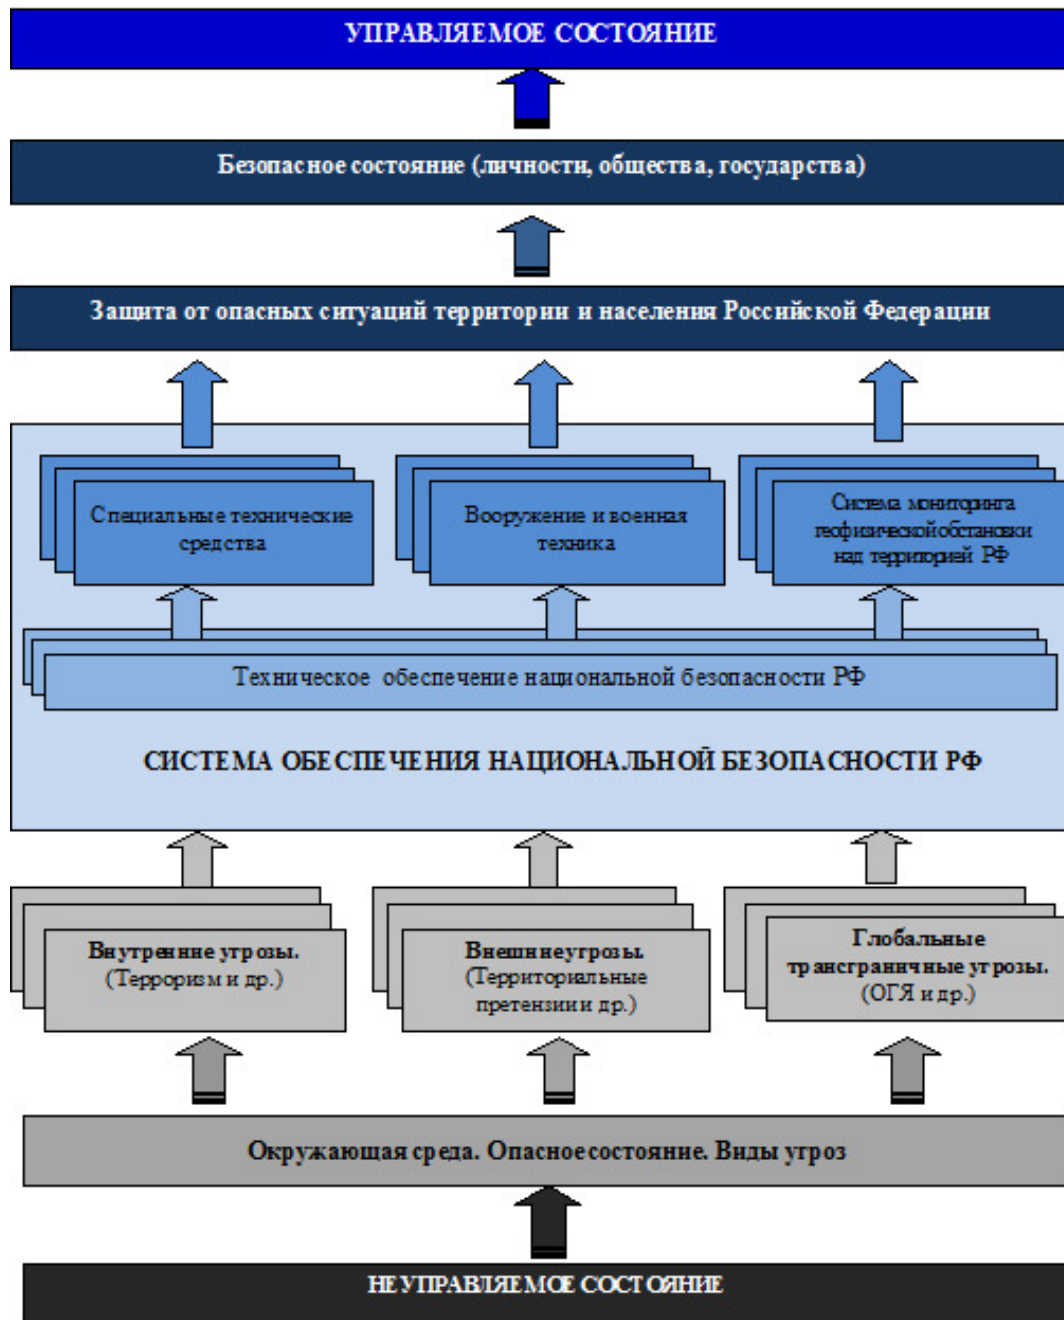 УПРАВЛЯЕМОЕ СОСТОЯНИЕ
Безопасное состояние (личности, общества, государства)
Защита от опасных ситуаций территории и населения Российской Федерации
Специальные технические
средства
Вооружение и военная
техника
Система мониторинга
геофизической обстановки
над территорией РФ
Техническое обеспечение национальной безопасности РФ
СИСТЕМА ОБЕСПЕЧЕНИЯ НАЦИОНАЛЬНОЙ БЕЗОПАСНОСТИ РФ
Внутренние угрозы.
(Терроризм и др.)
Внешние угрозы.
(Территориальные
претензии и др.)
Глобальные
трансграничные угрозы.
(ОГЯ и др.)
Окружающая среда. Опасное состояние. Виды угроз
НЕУПРАВЛЯЕМОЕ СОСТОЯНИЕ